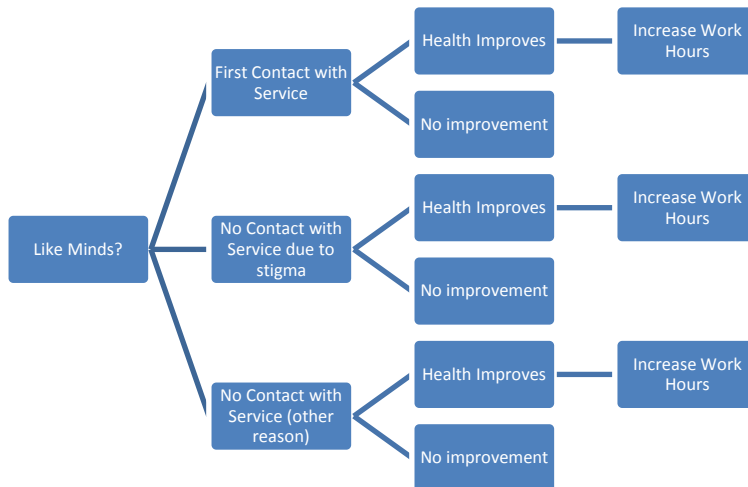 Health Improves
Increase Work
Hours
First Contact with
Service
No improvement
Health Improves
Increase Work
Hours
Like Minds?
No Contact with
Service due to
stigma
No improvement
Health Improves
Increase Work
Hours
No Contact with
Service (other
reason)
No improvement